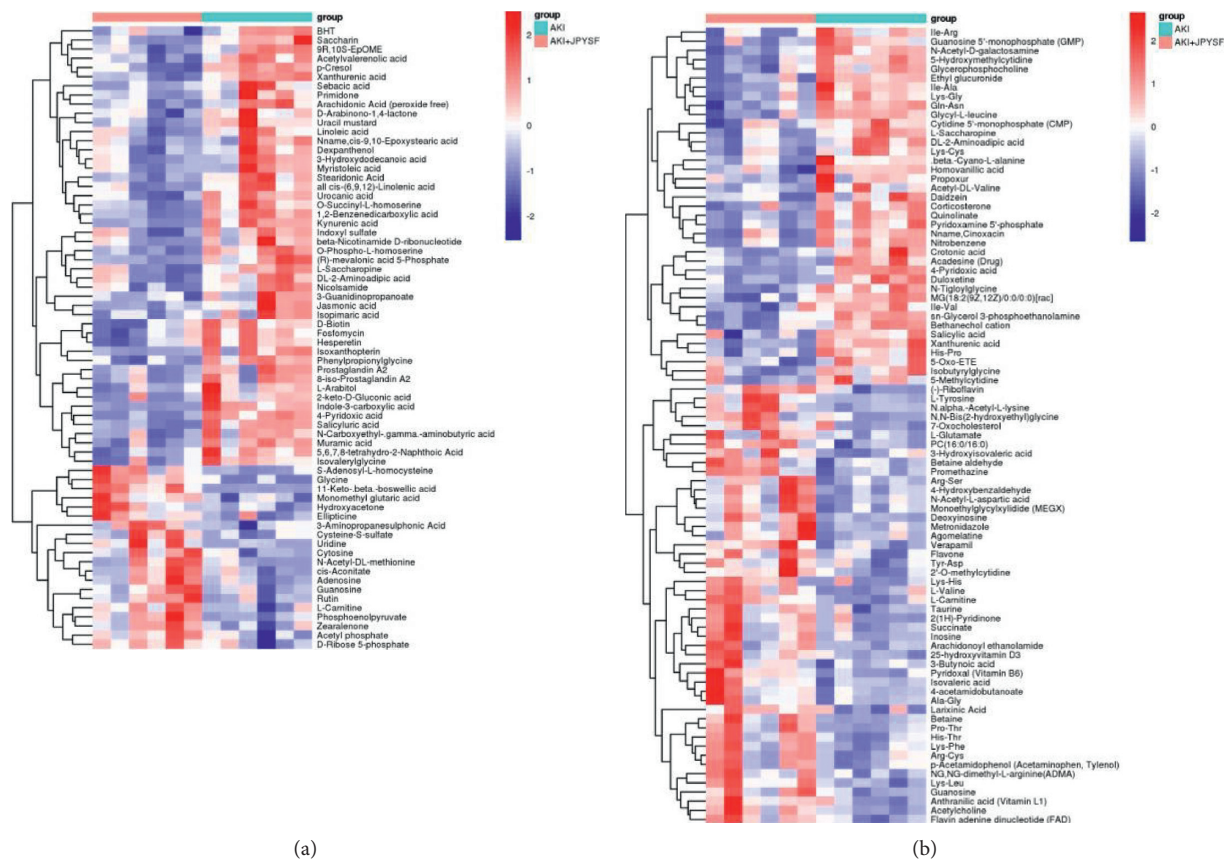 group
BHT
Saccharin
9R,10S-EpOME
Acetylvalerenolic acid
p-Cresol
Xanthurenic acid
Sebacic acid
Primidone
Arachidonic Acid (peroxide free)
D-Arabinono-1,4-lactone
Uracil mustard
Linoleic acid
Nname,cis-9,10-Epoxystearic acid
Dexpanthenol
3-Hydroxydodecanoic acid
Myristoleic acid
Stearidonic Acid
all cis-(6,9,12)-Linolenic acid
Urocanic acid
O-Succinyl-L-homoserine
1,2-Benzenedicarboxylic acid
Kynurenic acid
Indoxyl sulfate
beta-Nicotinamide D-ribonucleotide
O-Phospho-L-homoserine
(R)-mevalonic acid 5-Phosphate
L-Saccharopine
DL-2-Aminoadipic acid
Nicolsamide
3-Guanidinopropanoate
Jasmonic acid
Isopimaric acid
D-Biotin
Fosfomycin
Hesperetin
Isoxanthopterin
Phenylpropionylglycine
Prostaglandin A2
8-iso-Prostaglandin A2
L-Arabitol
2-keto-D-Gluconic acid
Indole-3-carboxylic acid
4-Pyridoxic acid
Salicyluric acid
N-Carboxyethyl-.gamma.-aminobutyric acid
Muramic acid
5,6,7,8-tetrahydro-2-Naphthoic Acid
Isovalerylglycine
S-Adenosyl-L-homocysteine
Glycine
11-Keto-.beta.-boswellic acid
Monomethyl glutaric acid
Hydroxyacetone
Ellipticine
3-Aminopropanesulphonic Acid
Cysteine-S-sulfate
Uridine
Cytosine
N-Acetyl-DL-methionine
cis-Aconitate
Adenosine
Guanosine
Rutin
L-Carnitine
Phosphoenolpyruvate
Zearalenone
Acetyl phosphate
D-Ribose 5-phosphate
2
1
0
-1
-2
group
AKI
AKI+JPYSF
(a)
group
Ile-Arg
Guanosine 5'-monophosphate (GMP)
N-Acetyl-D-galactosamine
5-Hydroxymethylcytidine
Glycerophosphocholine
Ethyl glucuronide
Ile-Ala
Lys-Gly
Gln-Asn
Glycyl-L-leucine
Cytidine 5'-monophosphate (CMP)
L-Saccharopine
DL-2-Aminoadipic acid
Lys-Cys
.beta.-Cyano-L-alanine
Homovanillic acid
Propoxur
Acetyl-DL-Valine
Daidzein
Corticosterone
Quinolinate
Pyridoxamine 5'-phosphate
Nname,Cinoxacin
Nitrobenzene
Crotonic acid
Acadesine (Drug)
4-Pyridoxic acid
Duloxetine
N-Tigloylglycine
MG(18:2(9Z,12Z)/0:0/0:0)[rac]
Ile-Val
sn-Glycerol 3-phosphoethanolamine
Bethanechol cation
Salicylic acid
Xanthurenic acid
His-Pro
5-Oxo-ETE
Isobutyrylglycine
5-Methylcytidine
(-)-Riboflavin
L-Tyrosine
N.alpha.-Acetyl-L-lysine
N,N-Bis(2-hydroxyethyl)glycine
7-Oxocholesterol
L-Glutamate
PC(16:0/16:0)
3-Hydroxyisovaleric acid
Betaine aldehyde
Promethazine
Arg-Ser
4-Hydroxybenzaldehyde
N-Acetyl-L-aspartic acid
Monoethylglycylxylidide (MEGX)
Deoxyinosine
Metronidazole
Agomelatine
Verapamil
Flavone
Tyr-Asp
2'-O-methylcytidine
Lys-His
L-Valine
L-Carnitine
Taurine
2(1H)-Pyridinone
Succinate
Inosine
Arachidonoyl ethanolamide
25-hydroxyvitamin D3
3-Butynoic acid
Pyridoxal (Vitamin B6)
Isovaleric acid
4-acetamidobutanoate
Ala-Gly
Larixinic Acid
Betaine
Pro-Thr
His-Thr
Lys-Phe
Arg-Cys
p-Acetamidophenol (Acetaminophen, Tylenol)
NG,NG-dimethyl-L-arginine(ADMA)
Lys-Leu
Guanosine
Anthranilic acid (Vitamin L1)
Acetylcholine
Flavin adenine dinucleotide (FAD)
2
1
0
-1
-2
group
AKI
AKI+JPYSF
(b)